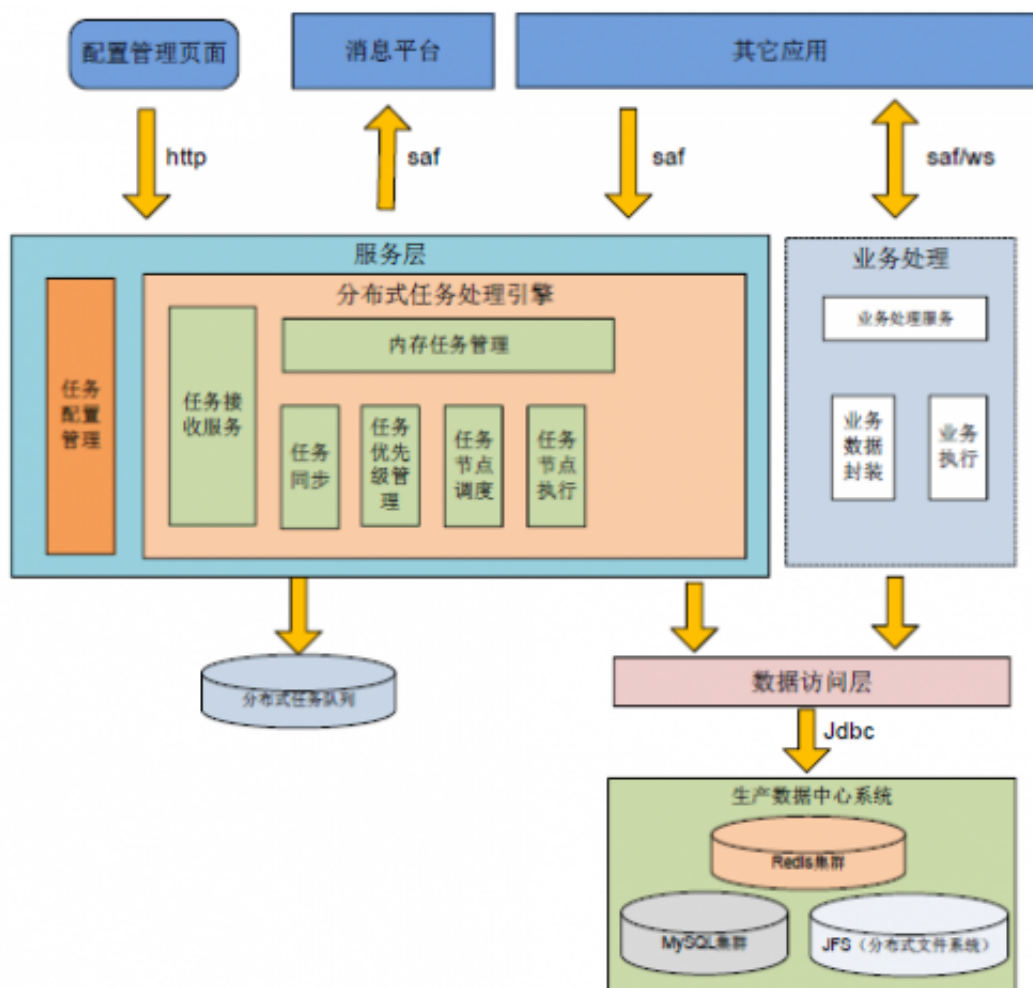 配置管理页面
消息平台
其它应用
http
saf
saf
saf/ws
服务层
分布式任务处理引擎
任务
配置
管理
任务接
收服务
内存任务管理
任务
同步
任务
优先
级管
理
任务
节点
调度
任务
节点
执行
业务处理
业务处理服务
业务
数据
封装
业务
执行
分布式任务队列
数据访问层
Jdbc
生产数据中心系统
Redis集群
MySQL集群
JFS（分布式文件系统）